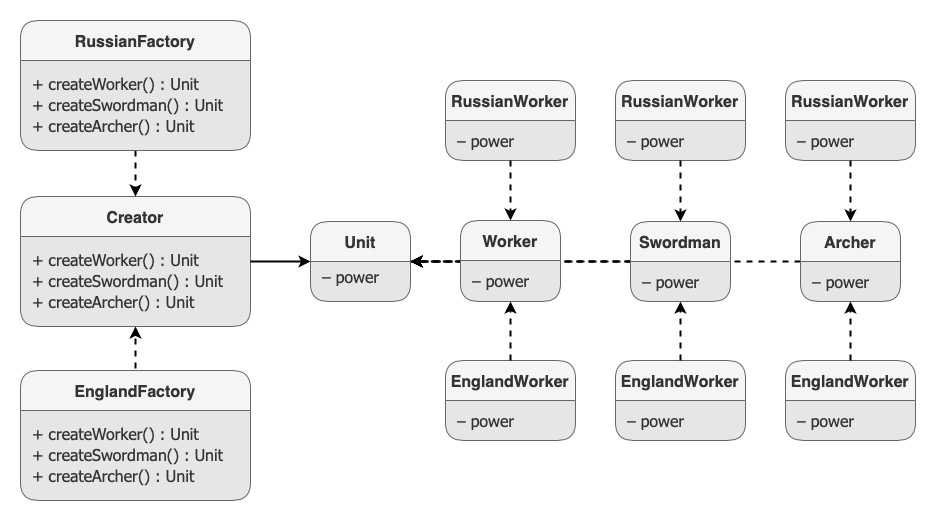 RussianFactory
+ createWorker() : Unit
+ createSwordman() : Unit
+ createArcher() : Unit
Creator
+ createWorker() : Unit
+ createSwordman() : Unit
+ createArcher() : Unit
EnglandFactory
+ createWorker() : Unit
+ createSwordman() : Unit
+ createArcher() : Unit
Unit
– power
RussianWorker
– power
Worker
– power
EnglandWorker
– power
RussianWorker
– power
Swordman
– power
EnglandWorker
– power
RussianWorker
– power
Archer
– power
EnglandWorker
– power